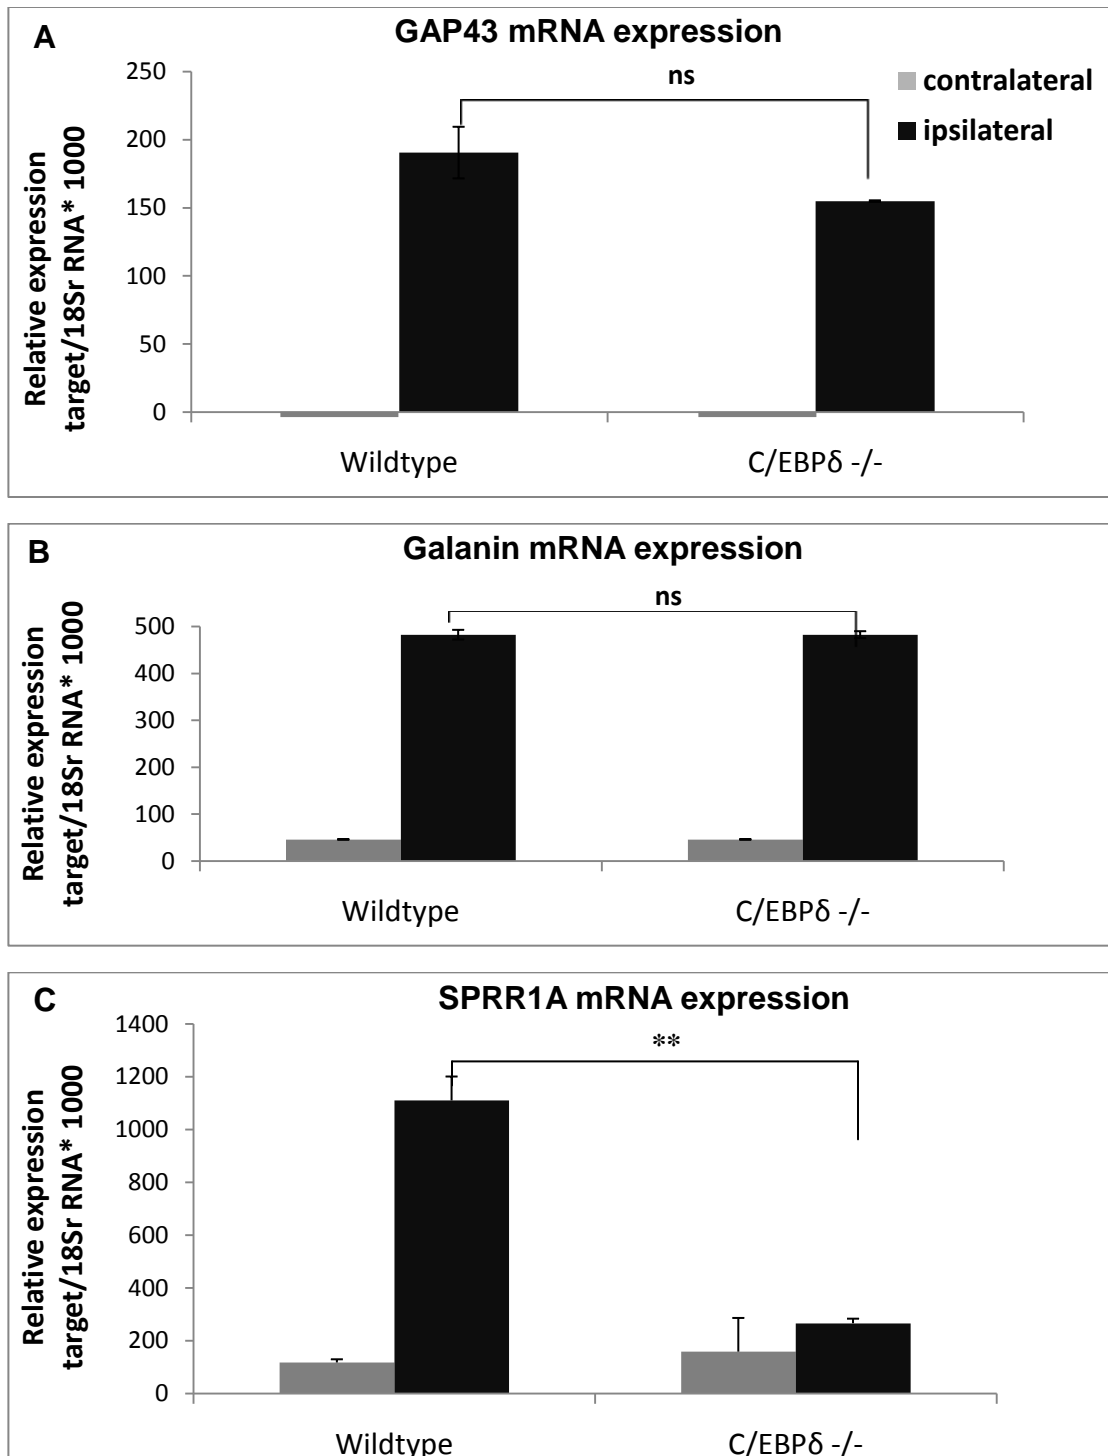 A
GAP43 mRNA expression
ns
contralateral
ipsilateral
Relative expression
target/18Sr RNA* 1000
250
200
150
100
50
0
Wildtype
C/EBPδ -/-
B
Galanin mRNA expression
ns
Relative expression
target/18Sr RNA* 1000
500
400
300
200
100
0
Wildtype
C/EBPδ -/-
C
SPRR1A mRNA expression
**
Relative expression
target/18Sr RNA* 1000
1400
1200
1000
800
600
400
200
0
Wildtype
C/EBPδ -/-